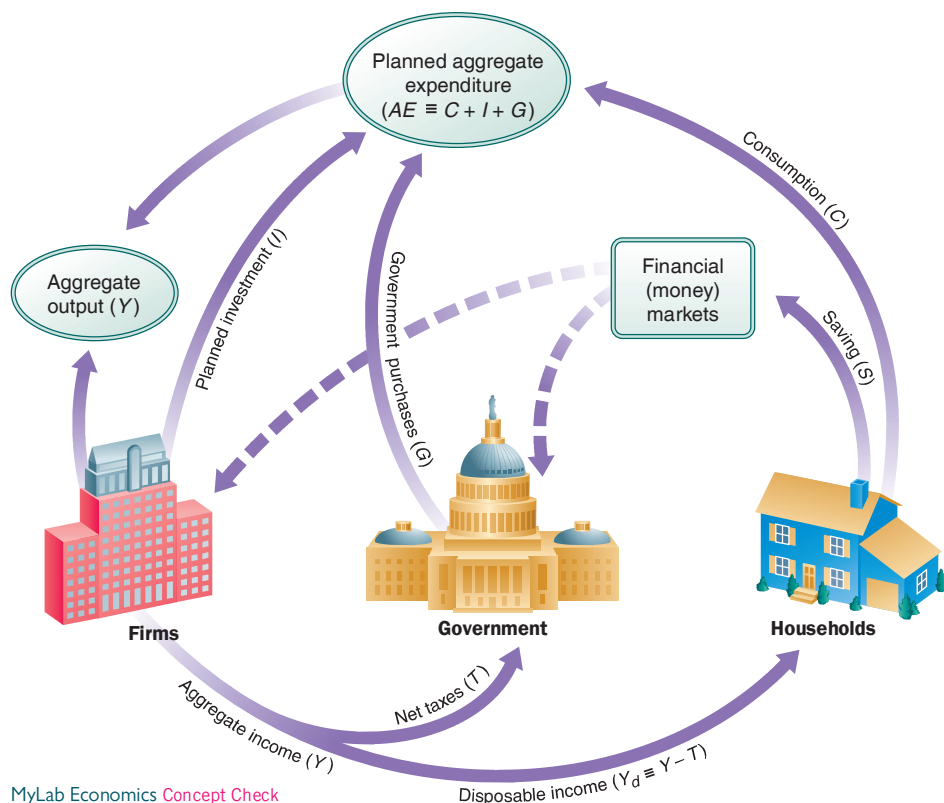 Planned aggregate
expenditure
(AE ≡ C + I + G)
Consumption (C)
Aggregate
output (Y)
Planned investment (I)
Government purchases (G)
Financial
(money)
markets
Saving (S)
Firms
Government
Households
Aggregate income (Y)
Net taxes (T)
Disposable income (Yd ≡ Y – T)
MyLab Economics Concept Check